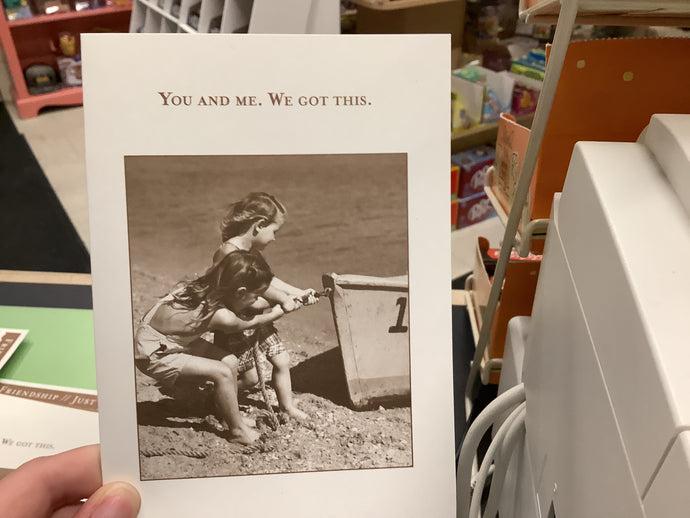 You and me. We got this.
1
Friendship // Just
We got this.